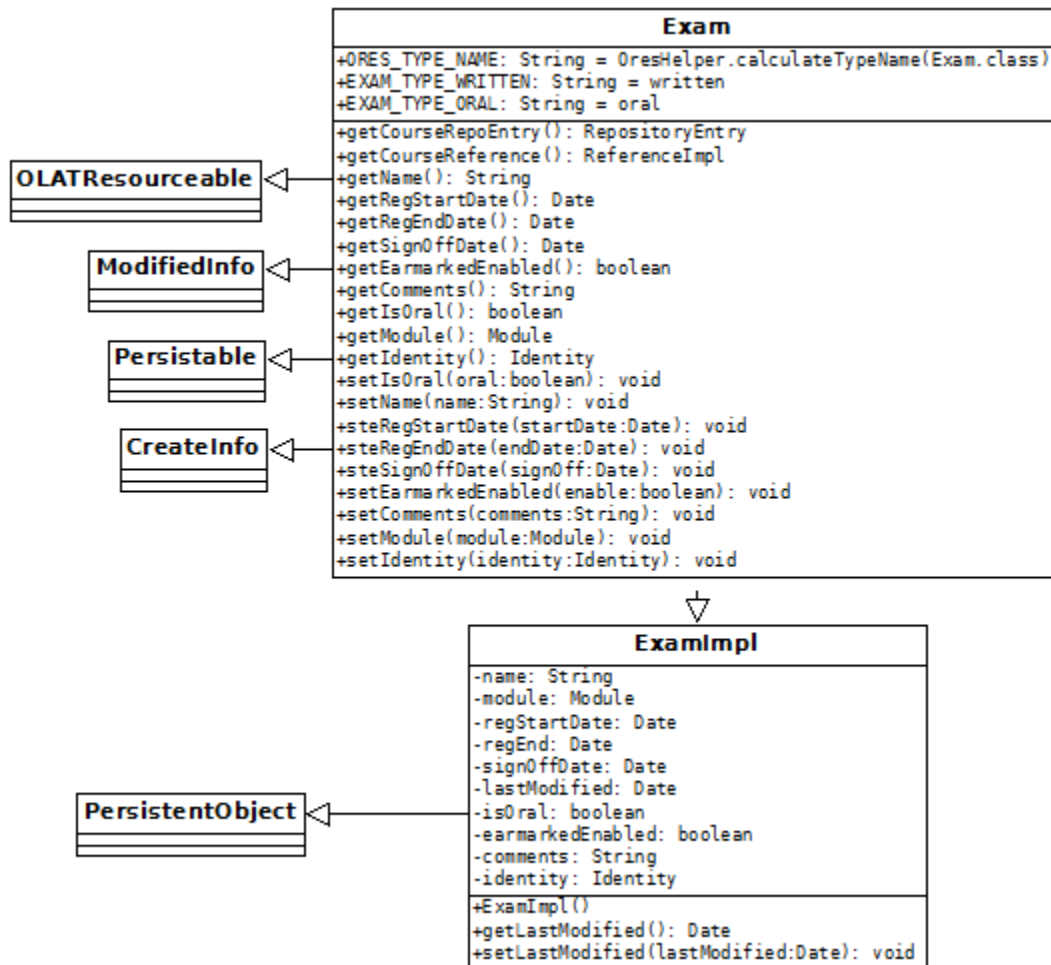 Exam
+ORES_TYPE_NAME: String = OresHelper.calculateTypeName(Exam.class)
+EXAM_TYPE_WRITTEN: String = written
+EXAM_TYPE_ORAL: String = oral
+getCourseRepoEntry(): RepositoryEntry
+getCourseReference(): ReferenceImpl
+getName(): String
+getRegStartDate(): Date
+getRegEndDate(): Date
+getSignOffDate(): Date
+getEarmarkedEnabled(): boolean
+getComments(): String
+getIsOral(): boolean
+getModule(): Module
+getIdentity(): Identity
+setIsOral(oral:boolean): void
+setName(name:String): void
+steRegStartDate(startDate:Date): void
+steRegEndDate(endDate:Date): void
+steSignOffDate(signOff:Date): void
+setEarmarkedEnabled(enable:boolean): void
+setComments(comments:String): void
+setModule(module:Module): void
+setIdentity(identity:Identity): void
OLATResourceable
ModifiedInfo
Persistable
CreateInfo
ExamImpl
-name: String
-module: Module
-regStartDate: Date
-regEnd: Date
-signOffDate: Date
-lastModified: Date
-isOral: boolean
-earmarkedEnabled: boolean
-comments: String
-identity: Identity
+ExamImpl()
+getLastModified(): Date
+setLastModified(lastModified:Date): void
PersistentObject